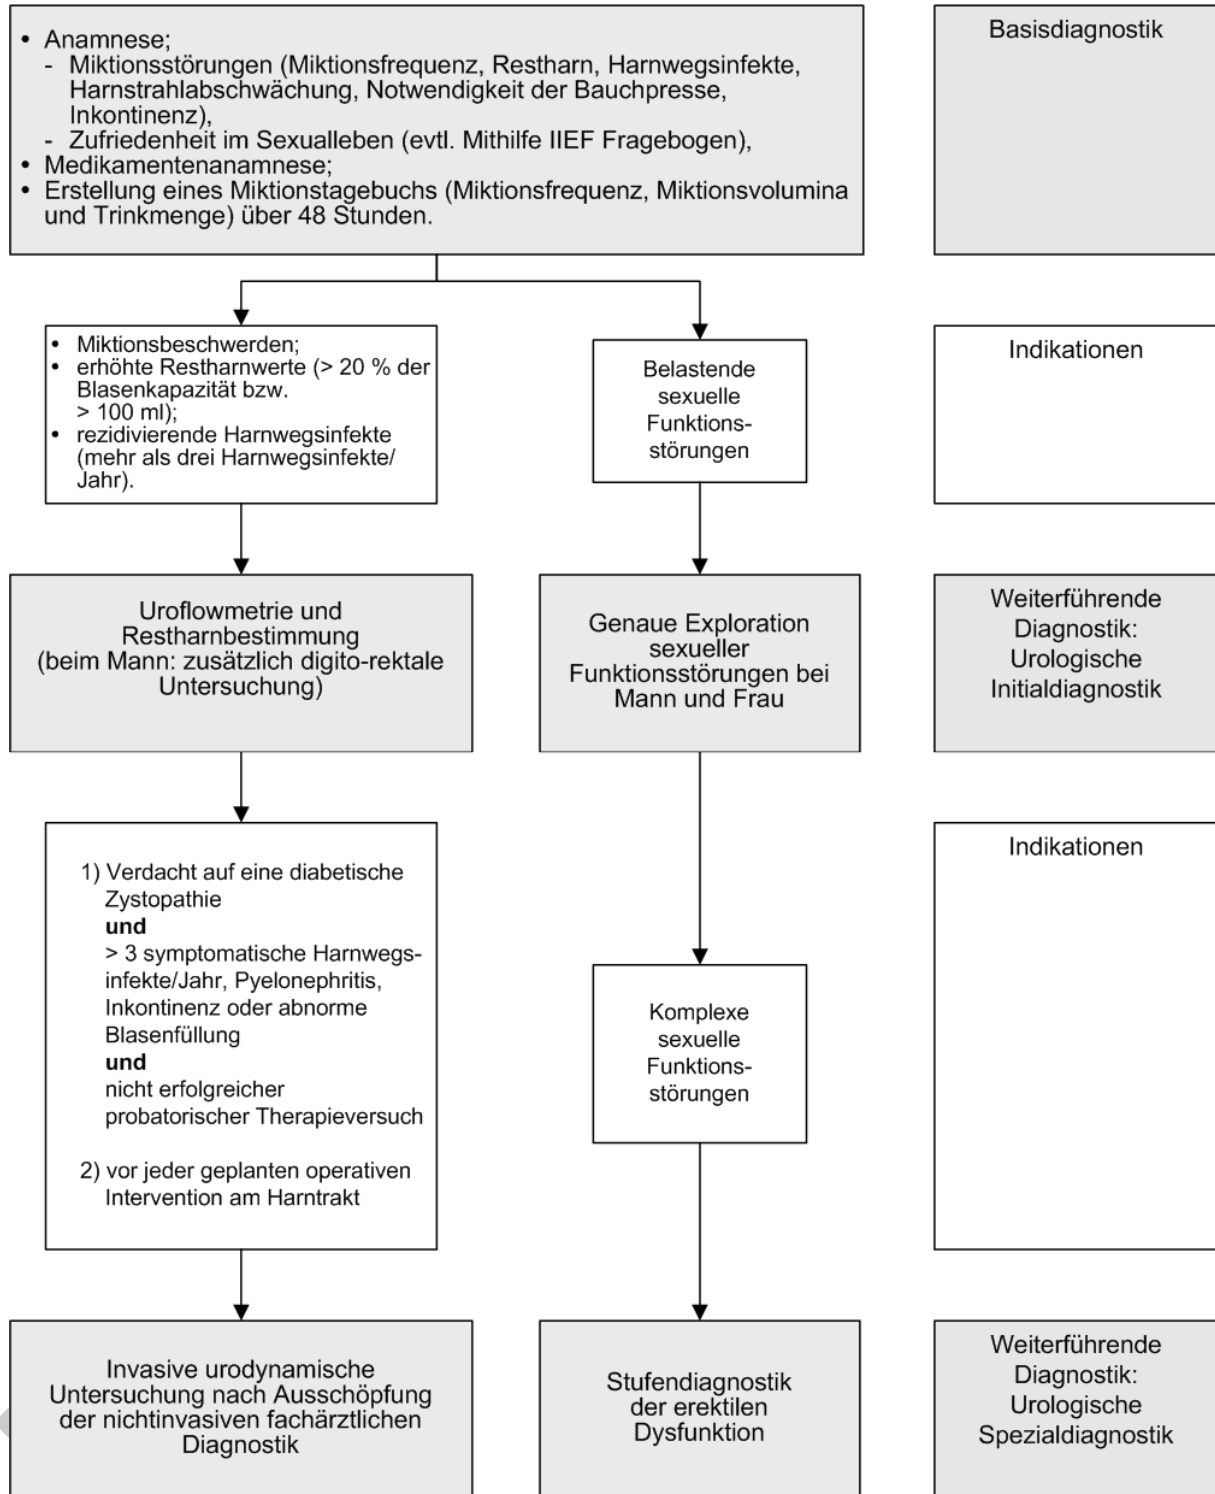 • Anamnese;
- Miktionsstörungen (Miktionsfrequenz, Restharn, Harnwegsinfekte,
Harnstrahlabschwächung, Notwendigkeit der Bauchpresse,
Inkontinenz),
- Zufriedenheit im Sexualleben (evtl. Mithilfe IIEF Fragebogen),
• Medikamentenanamnese;
• Erstellung eines Miktionstagebuchs (Miktionsfrequenz, Miktionsvolumina
und Trinkmenge) über 48 Stunden.
Basisdiagnostik
• Miktionsbeschwerden;
• erhöhte Restharnwerte (> 20 % der
Blasenkapazität bzw.
> 100 ml);
• rezidivierende Harnwegsinfekte
(mehr als drei Harnwegsinfekte/
Jahr).
Belastende
sexuelle
Funktions-
störungen
Indikationen
Uroflowmetrie und
Restharnbestimmung
(beim Mann: zusätzlich digito-rektale
Untersuchung)
Genaue Exploration
sexueller
Funktionsstörungen bei
Mann und Frau
Weiterführende
Diagnostik:
Urologische
Initialdiagnostik
1) Verdacht auf eine diabetische
Zystopathie
und
> 3 symptomatische Harnwegs-
infekte/Jahr, Pyelonephritis,
Inkontinenz oder abnorme
Blasenfüllung
und
nicht erfolgreicher
probatorischer Therapieversuch
2) vor jeder geplanten operativen
Intervention am Harntrakt
Komplexe
sexuelle
Funktions-
störungen
Indikationen
Invasive urodynamische
Untersuchung nach Ausschöpfung
der nichtinvasiven fachärztlichen
Diagnostik
Stufendiagnostik
der erektilen
Dysfunktion
Weiterführende
Diagnostik:
Urologische
Spezialdiagnostik